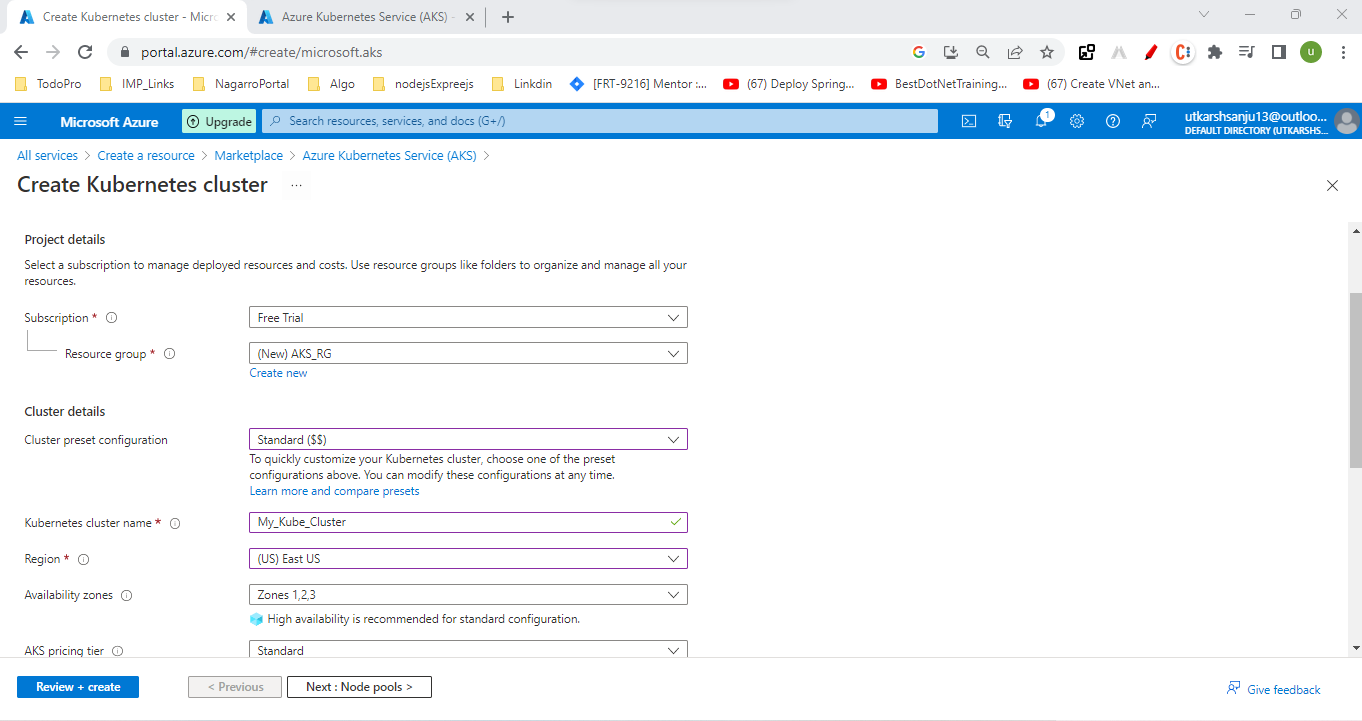 Create Kubernetes cluster - Micro
Azure Kubernetes Service (AKS) -
portal.azure.com/#create/microsoft.aks
TodoPro
IMP_Links
NagarroPortal
Algo
nodejsExpreejs
Linkdin
[FRT-9216] Mentor :...
(67) Deploy Spring...
BestDotNetTraining...
(67) Create VNet an...
Microsoft Azure
Upgrade
Search resources, services, and docs (G+/)
1
utkarshsanju13@outloo...
DEFAULT DIRECTORY (UTKARSHS...
All services > Create a resource > Marketplace > Azure Kubernetes Service (AKS) >
Create Kubernetes cluster ...
Project details
Select a subscription to manage deployed resources and costs. Use resource groups like folders to organize and manage all your
resources.
Subscription *
Free Trial
Resource group *
(New) AKS_RG
Create new
Cluster details
Cluster preset configuration
Standard ($$)
To quickly customize your Kubernetes cluster, choose one of the preset
configurations above. You can modify these configurations at any time.
Learn more and compare presets
Kubernetes cluster name *
My_Kube_Cluster
Region *
(US) East US
Availability zones
Zones 1,2,3
High availability is recommended for standard configuration.
AKS pricing tier
Standard
Review + create
< Previous
Next : Node pools >
Give feedback